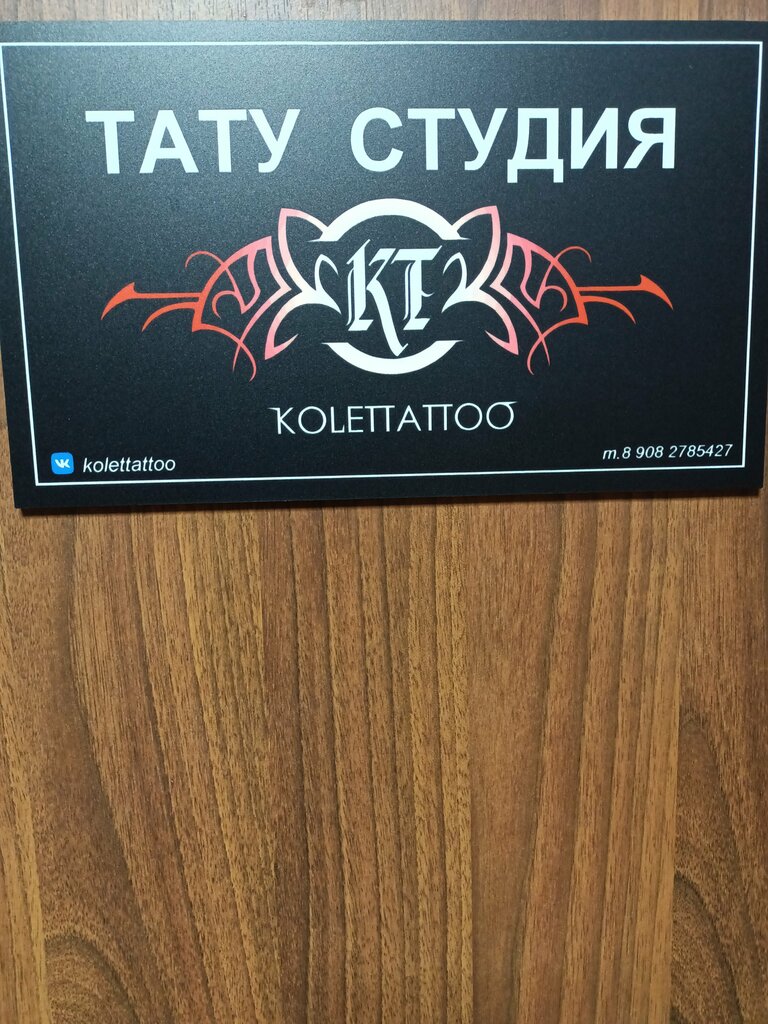 ТАТУ СТУДИЯ
KT
KOLETTATTOO
kolettattoo
т.8 908 2785427